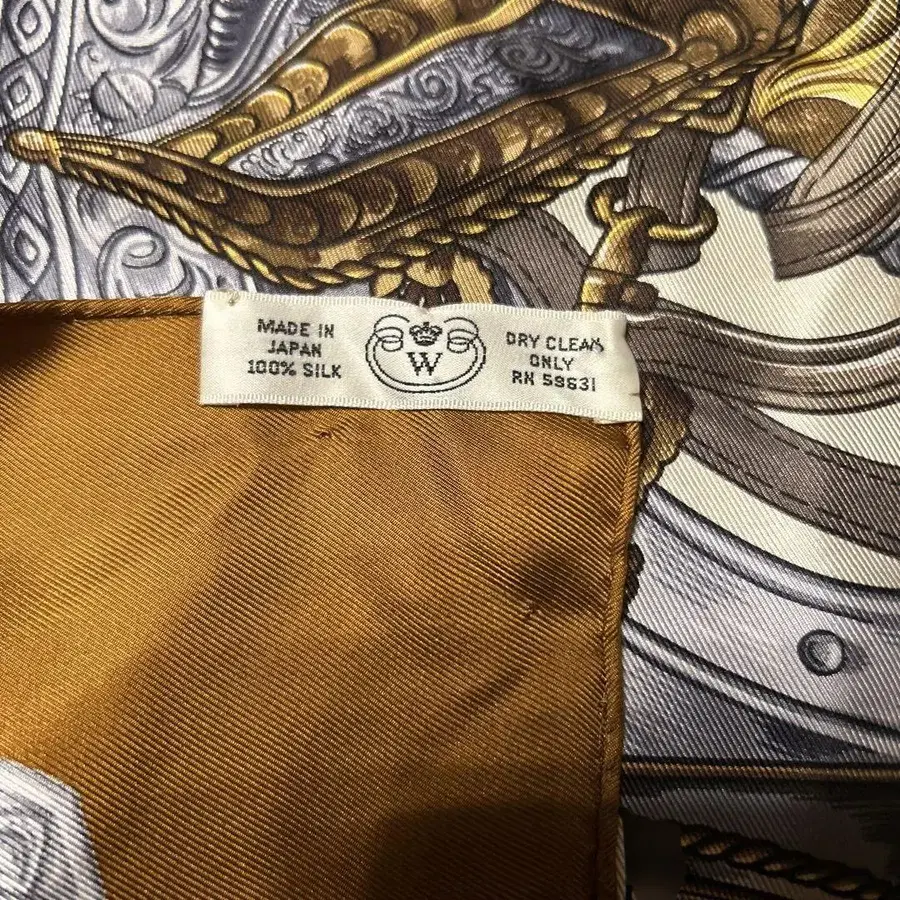 MADE IN
JAPAN
100% SILK
W
DRY CLEAN
ONLY
RN 59631